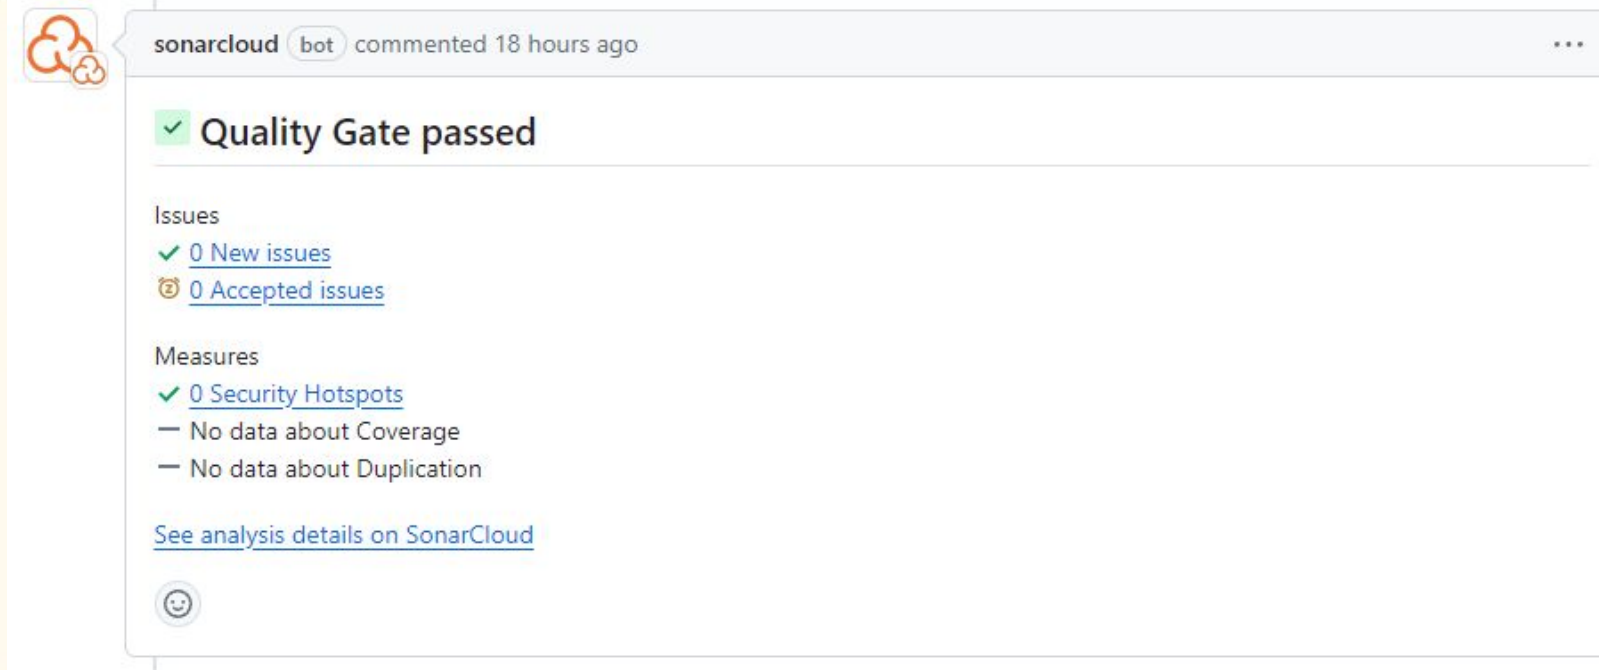 sonarcloud bot commented 18 hours ago
Quality Gate passed
Issues
0 New issues
0 Accepted issues
Measures
0 Security Hotspots
No data about Coverage
No data about Duplication
See analysis details on SonarCloud